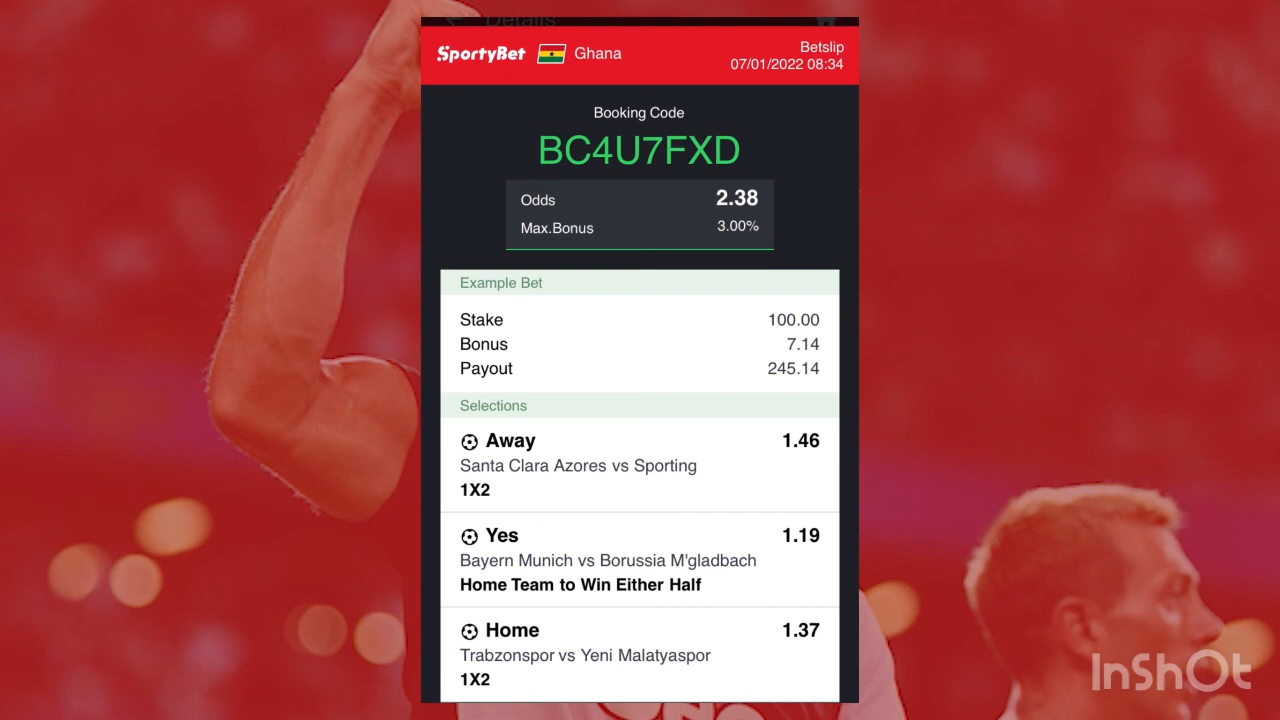 Details
SportyBet Ghana
Betslip
07/01/2022 08:34
Booking Code
BC4U7FXD
Odds 2.38
Max.Bonus 3.00%
Example Bet
Stake 100.00
Bonus 7.14
Payout 245.14
Selections
Away 1.46
Santa Clara Azores vs Sporting
1X2
Yes 1.19
Bayern Munich vs Borussia M'gladbach
Home Team to Win Either Half
Home 1.37
Trabzonspor vs Yeni Malatyaspor
1X2
InShOt